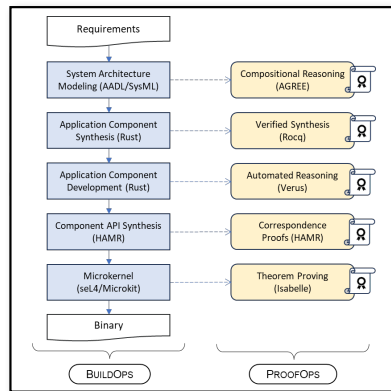 Requirements
System Architecture
Modeling (AADL/SysML)
Compositional Reasoning
(AGREE)
Application Component
Synthesis (Rust)
Verified Synthesis
(Rocq)
Application Component
Development (Rust)
Automated Reasoning
(Verus)
Component API Synthesis
(HAMR)
Correspondence
Proofs (HAMR)
Microkernel
(seL4/Microkit)
Theorem Proving
(Isabelle)
Binary
BUILDOPS
PROOFOPS